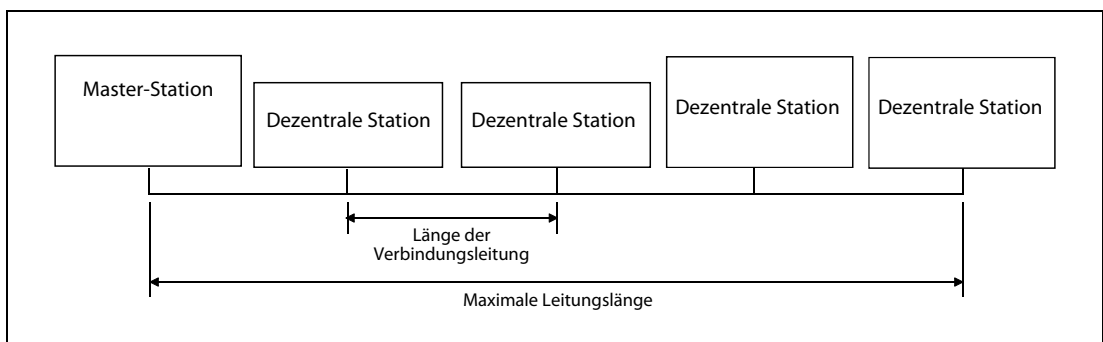 Master-Station
Dezentrale Station
Dezentrale Station
Dezentrale Station
Dezentrale Station
Länge der
Verbindungsleitung
Maximale Leitungslänge